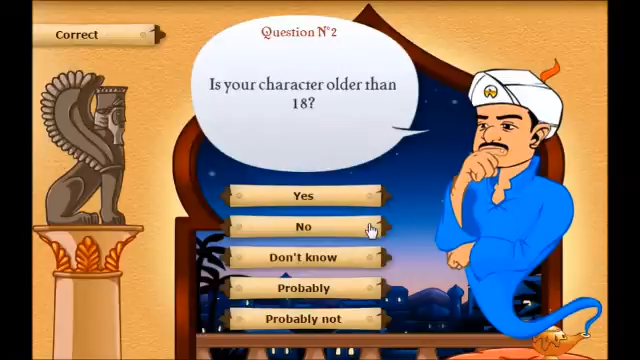 Correct
Question N°2
Is your character older than
18?
Yes
No
Don't know
Probably
Probably not